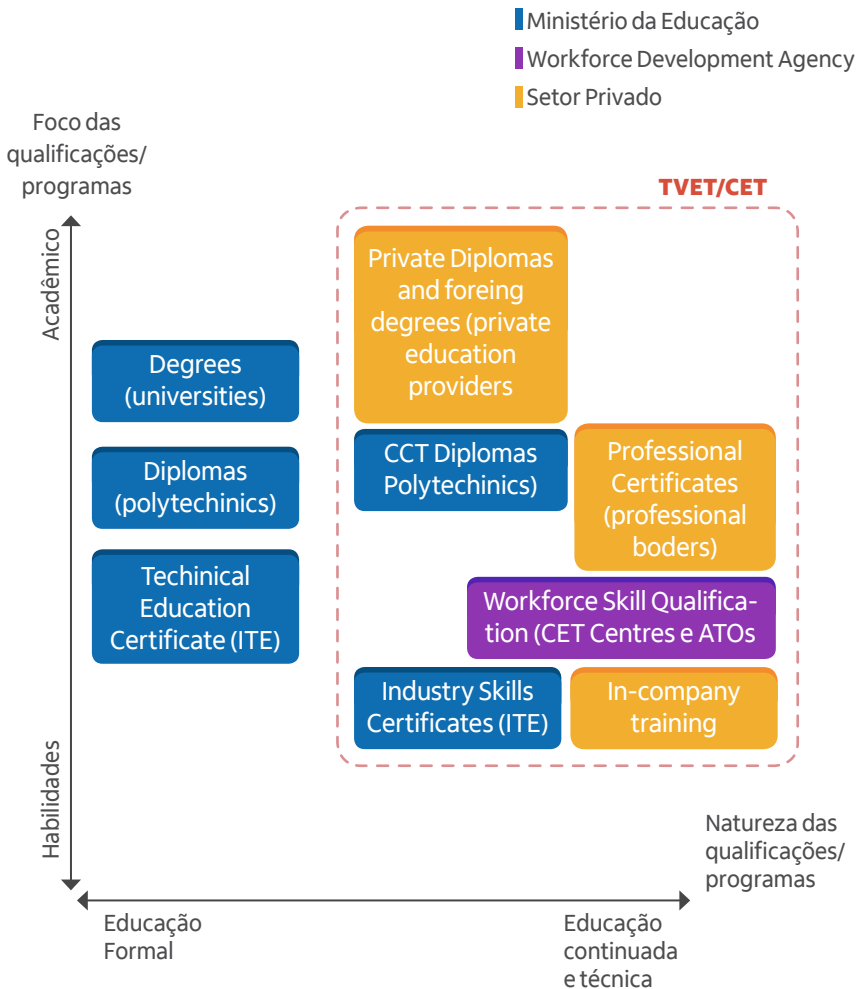 Ministério da Educação
Workforce Development Agency
Setor Privado
Foco das
qualificações/
programas
TVET/CET
Acadêmico
Private Diplomas
and foreing
degrees (private
education
providers
Degrees
(universities)
CCT Diplomas
Polytechinics)
Professional
Certificates
(professional
boders)
Diplomas
(polytechinics)
Techinical
Education
Certificate (ITE)
Workforce Skill Qualifica-
tion (CET Centres e ATOs
Industry Skills
Certificates (ITE)
In-company
training
Habilidades
Natureza das
qualificações/
programas
Educação
Formal
Educação
continuada
e técnica